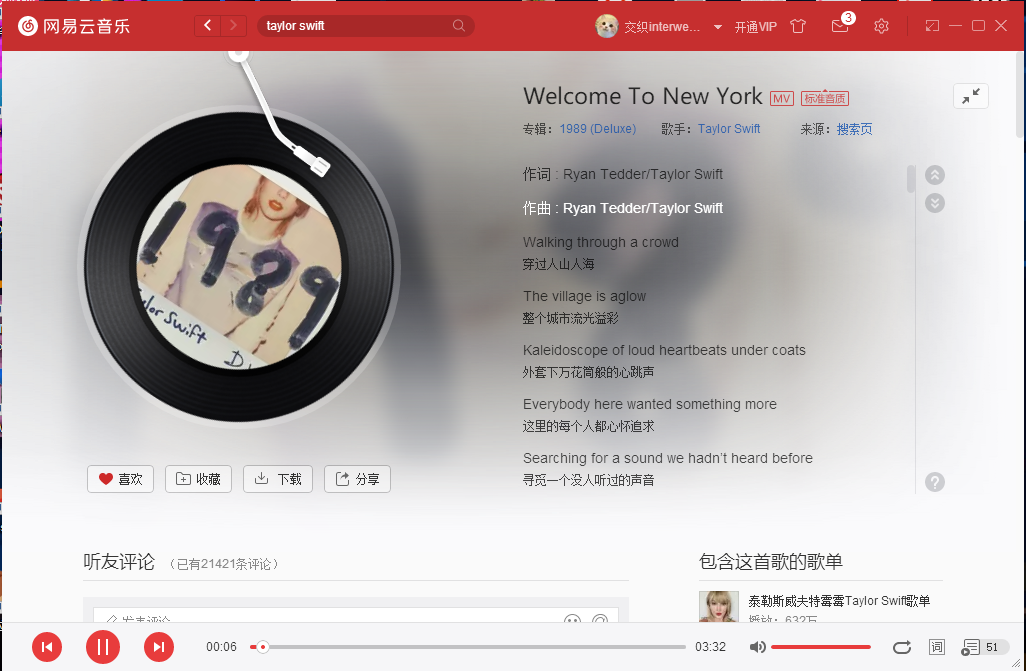 网易云音乐
taylor swift
交织interwe...
开通VIP
3
Welcome To New York MV 标准音质
专辑：1989 (Deluxe) 歌手：Taylor Swift 来源：搜索页
作词 : Ryan Tedder/Taylor Swift
作曲 : Ryan Tedder/Taylor Swift
Walking through a crowd
穿过人山人海
The village is aglow
整个城市流光溢彩
Kaleidoscope of loud heartbeats under coats
外套下万花筒般的心跳声
Everybody here wanted something more
这里的每个人都心怀追求
Searching for a sound we hadn't heard before
寻觅一个没人听过的声音
1989
ylor Swift
喜欢
收藏
下载
分享
?
听友评论 （已有21421条评论）
发表评论
包含这首歌的歌单
泰勒斯威夫特霉霉Taylor Swift歌单
播放：632万
00:06
03:32
词
51